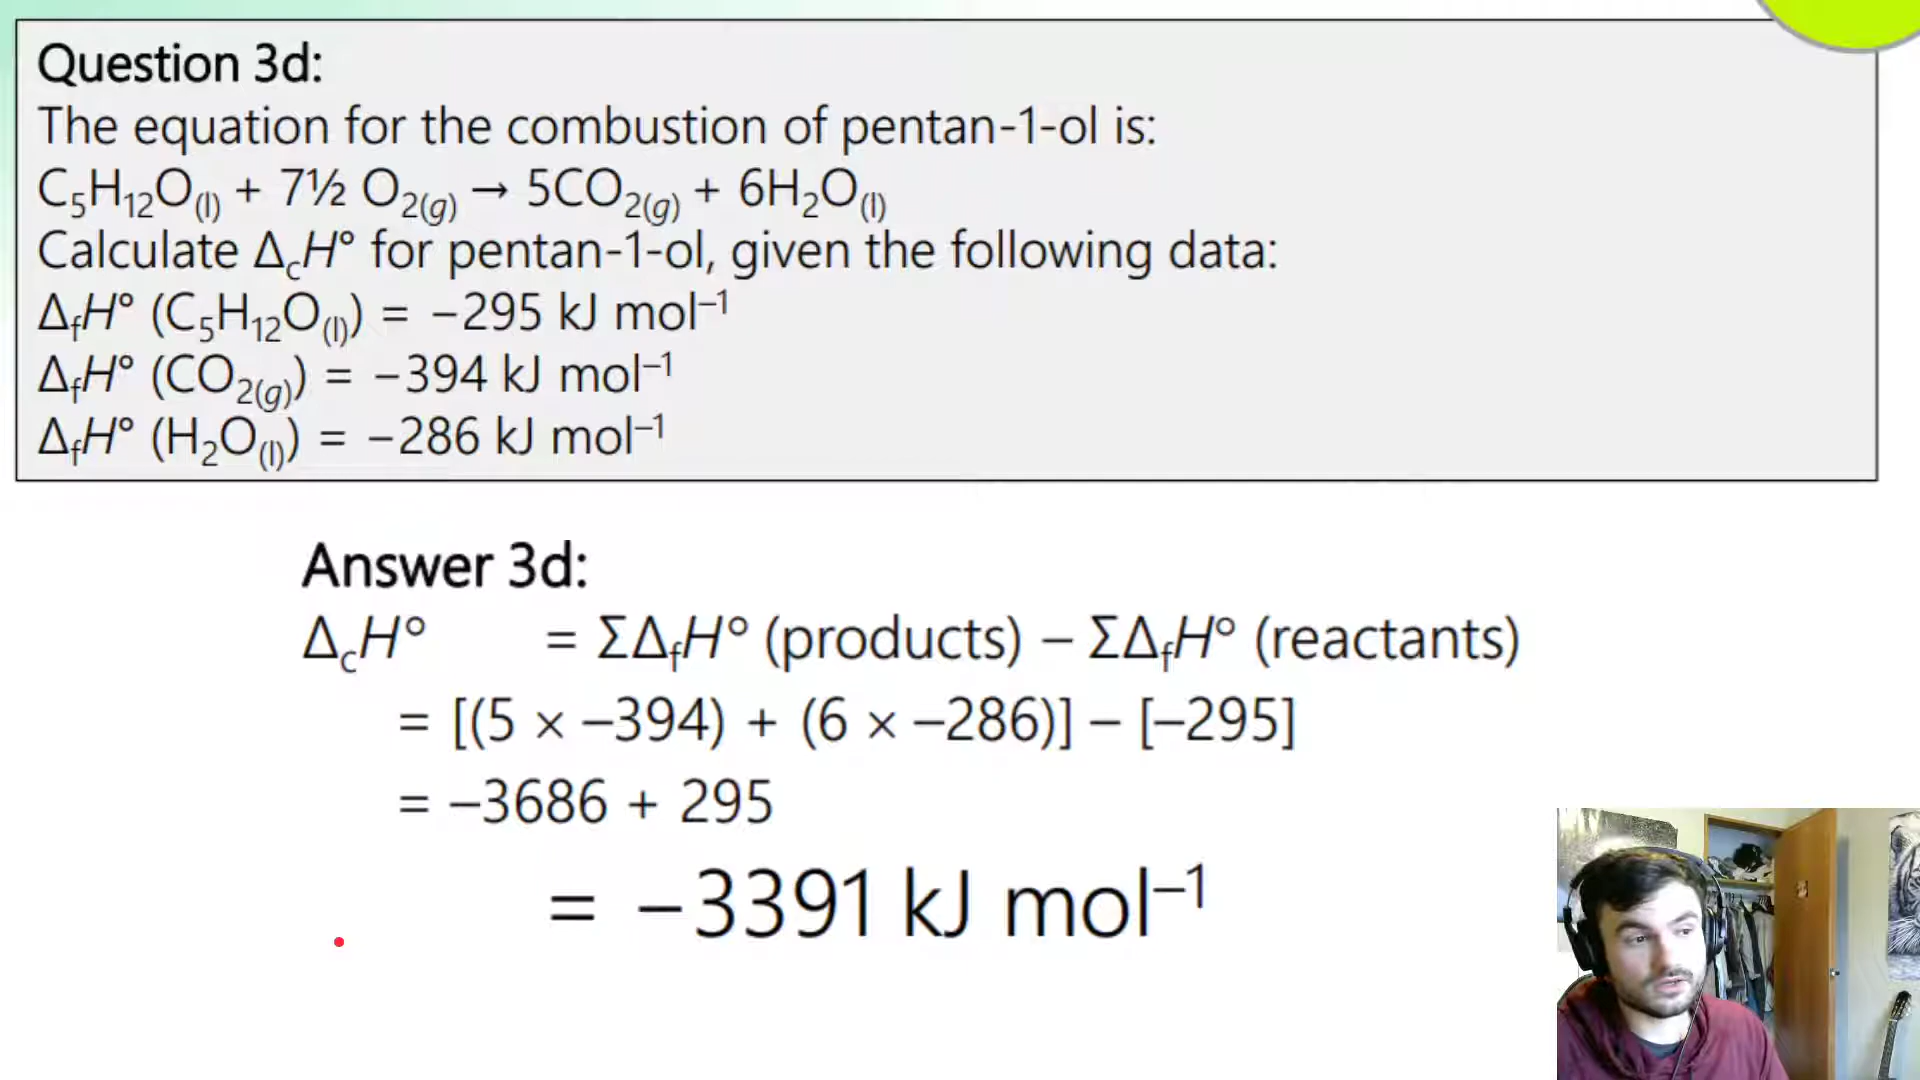 Question 3d:
The equation for the combustion of pentan-1-ol is:
C₅H₁₂O₍ₗ₎ + 7½ O₂₍g₎ → 5CO₂₍g₎ + 6H₂O₍ₗ₎
Calculate ΔcH° for pentan-1-ol, given the following data:
ΔfH° (C₅H₁₂O₍ₗ₎) = −295 kJ mol⁻¹
ΔfH° (CO₂₍g₎) = −394 kJ mol⁻¹
ΔfH° (H₂O₍ₗ₎) = −286 kJ mol⁻¹
Answer 3d:
ΔcH° = ΣΔfH° (products) – ΣΔfH° (reactants)
= [(5 × –394) + (6 × –286)] – [–295]
= –3686 + 295
= −3391 kJ mol⁻¹